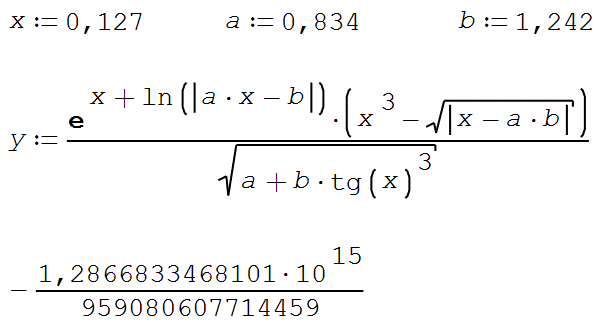 x := 0,127 a := 0,834 b := 1,242
y := e^(x + ln(|a · x − b|)) · (x^3 − √|x − a · b|) / √(a + b · tg(x)^3)
− 1,2866833468101 · 10^15 / 959080607714459